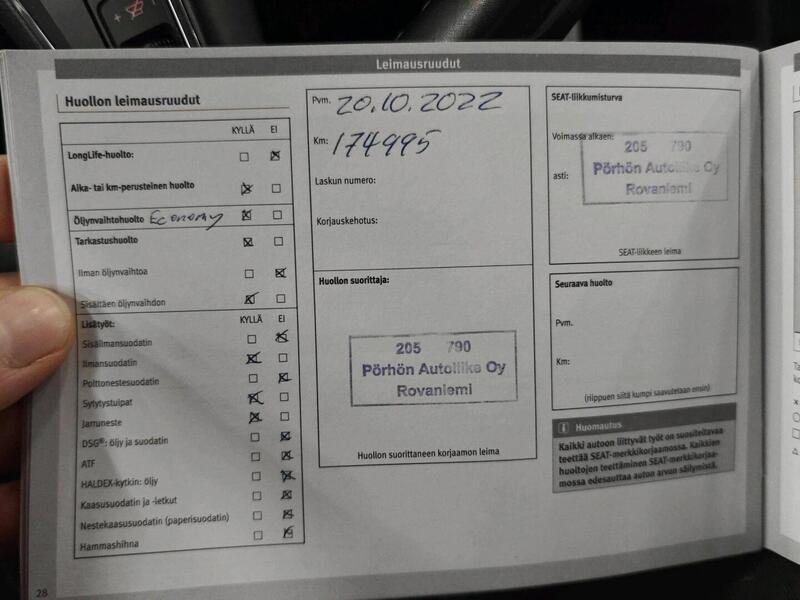 Leimausruudut
Huollon leimausruudut
KYLLÄ EI
LongLife-huolto:
Aika- tai km-perusteinen huolto
Öljynvaihtohuolto Economy
Tarkastushuolto
Ilman öljynvaihtoa
Sisältäen öljynvaihdon
Lisätyöt: KYLLÄ EI
Sisäilmansuodatin
Ilmansuodatin
Polttonestesuodatin
Sytytystulpat
Jarruneste
DSG®: öljy ja suodatin
ATF
HALDEX-kytkin: öljy
Kaasusuodatin ja -letkut
Nestekaasusuodatin (paperisuodatin)
Hammashihna
28
Pvm. 20.10.2022
Km: 174995
Laskun numero:
Korjauskehotus:
Huollon suorittaja:
205 790
Pörhön Autoliike Oy
Rovaniemi
Huollon suorittaneen korjaamon leima
SEAT-liikkumisturva
Voimassa alkaen:
asti:
205 790
Pörhön Autoliike Oy
Rovaniemi
SEAT-liikkeen leima
Seuraava huolto
Pvm.
Km:
(riippuen siitä kumpi saavutetaan ensin)
i Huomautus
Kaikki autoon liittyvät työt on suositeltavaa
teettää SEAT-merkkikorjaamossa. Kaikkien
huoltojen teettäminen SEAT-merkkikorjaa-
mossa edesauttaa auton arvon säilymistä.